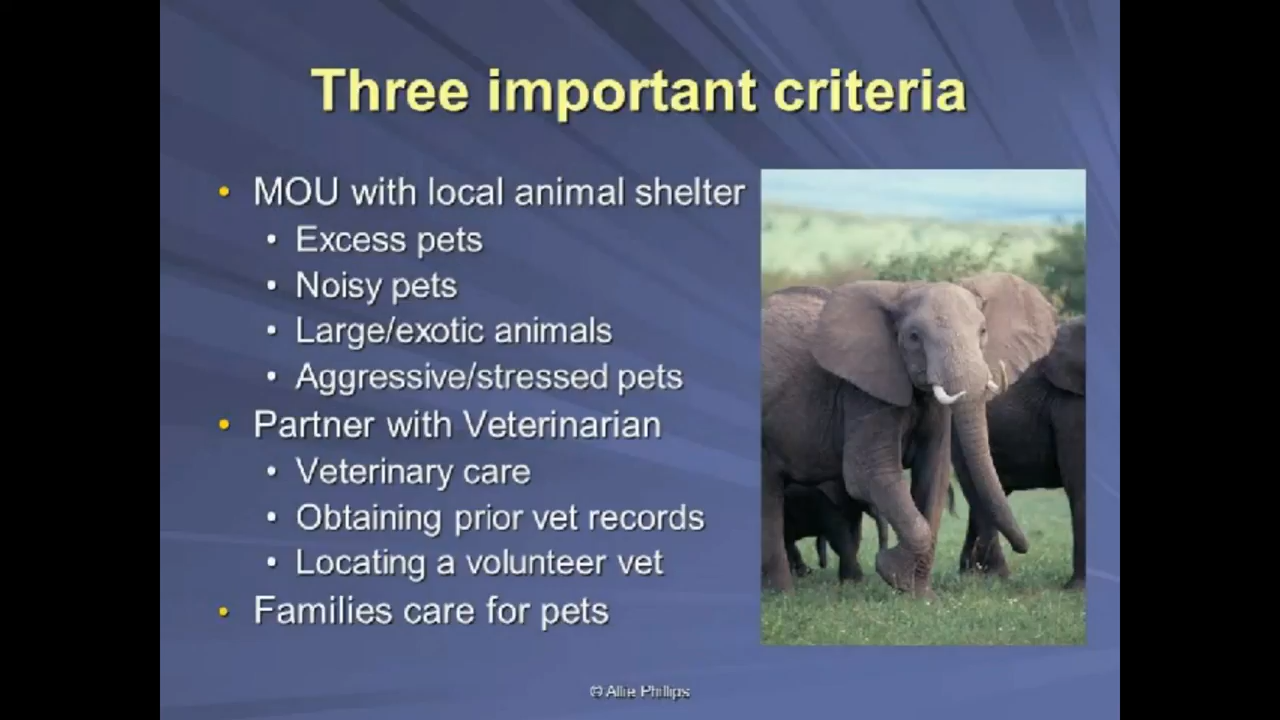 Three important criteria
• MOU with local animal shelter
• Excess pets
• Noisy pets
• Large/exotic animals
• Aggressive/stressed pets
• Partner with Veterinarian
• Veterinary care
• Obtaining prior vet records
• Locating a volunteer vet
• Families care for pets
© Allie Phillips